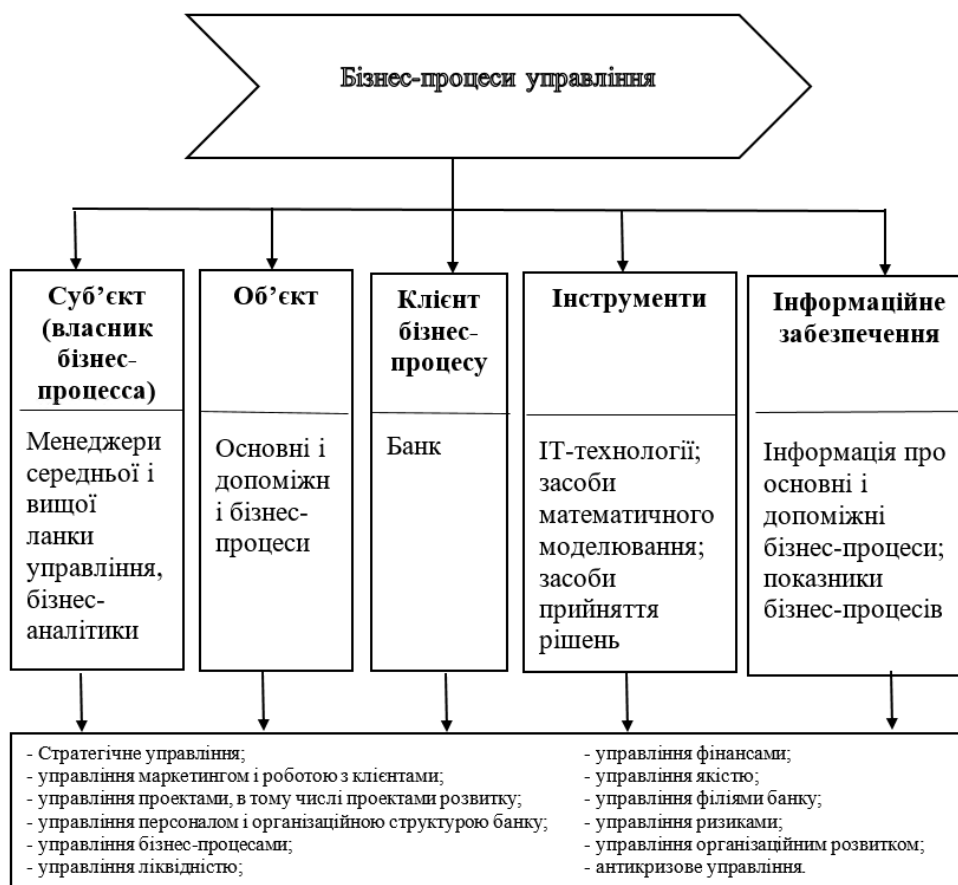 Бізнес-процеси управління
Суб’єкт
(власник
бізнес-
процесса)
Менеджери
середньої і
вищої
ланки
управління,
бізнес-
аналітики
Об’єкт
Основні і
допоміжн
і бізнес-
процеси
Клієнт
бізнес-
процесу
Банк
Інструменти
ІТ-технології;
засоби
математичного
моделювання;
засоби
прийняття
рішень
Інформаційне
забезпечення
Інформація про
основні і
допоміжні
бізнес-процеси;
показники
бізнес-процесів
- Стратегічне управління;
- управління маркетингом і роботою з клієнтами;
- управління проектами, в тому числі проектами розвитку;
- управління персоналом і організаційною структурою банку;
- управління бізнес-процесами;
- управління ліквідністю;
- управління фінансами;
- управління якістю;
- управління філіями банку;
- управління ризиками;
- управління організаційним розвитком;
- антикризове управління.